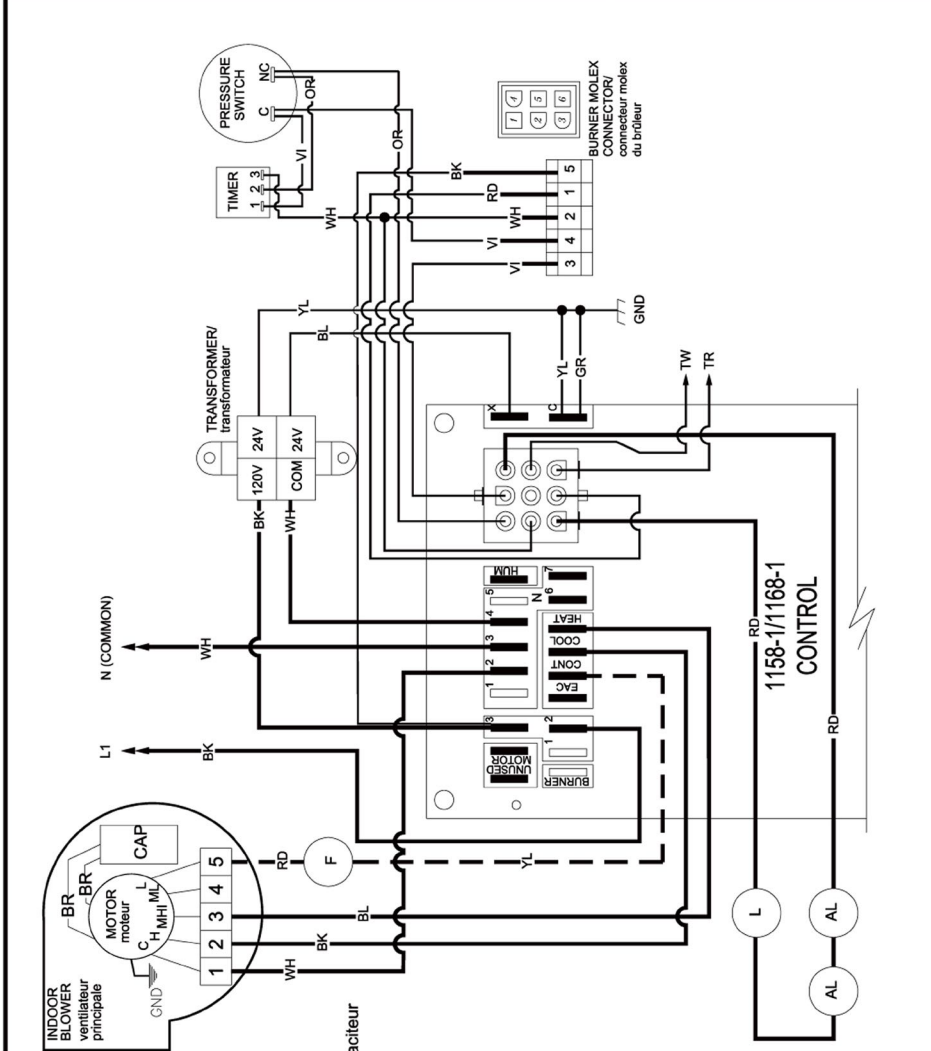 PRESSURE
SWITCH
C
NC
OR
VI
TIMER
1 2 3
WH
OR
BK
RD
WH
VI
VI
5
1
2
4
3
1 4
2 5
3 6
BURNER MOLEX
CONNECTOR/
connecteur molex
du brûleur
TRANSFORMER/
transformateur
120V 24V
COM 24V
BK
WH
YL
BL
YL
GR
GND
TW
TR
X
C
N (COMMON)
WH
L1
BK
HUM
5
4
3
2
1
N
7
6
HEAT
COOL
CONT
EAC
3
2
1
UNUSED
MOTOR
BURNER
1158-1/1168-1
CONTROL
RD
RD
L
AL
AL
INDOOR
BLOWER
ventilateur
principale
GND
MOTOR
moteur
C
H
MHI
ML
L
BR
BR
CAP
1 2 3 4 5
RD
F
YL
BL
BK
WH
aciteur